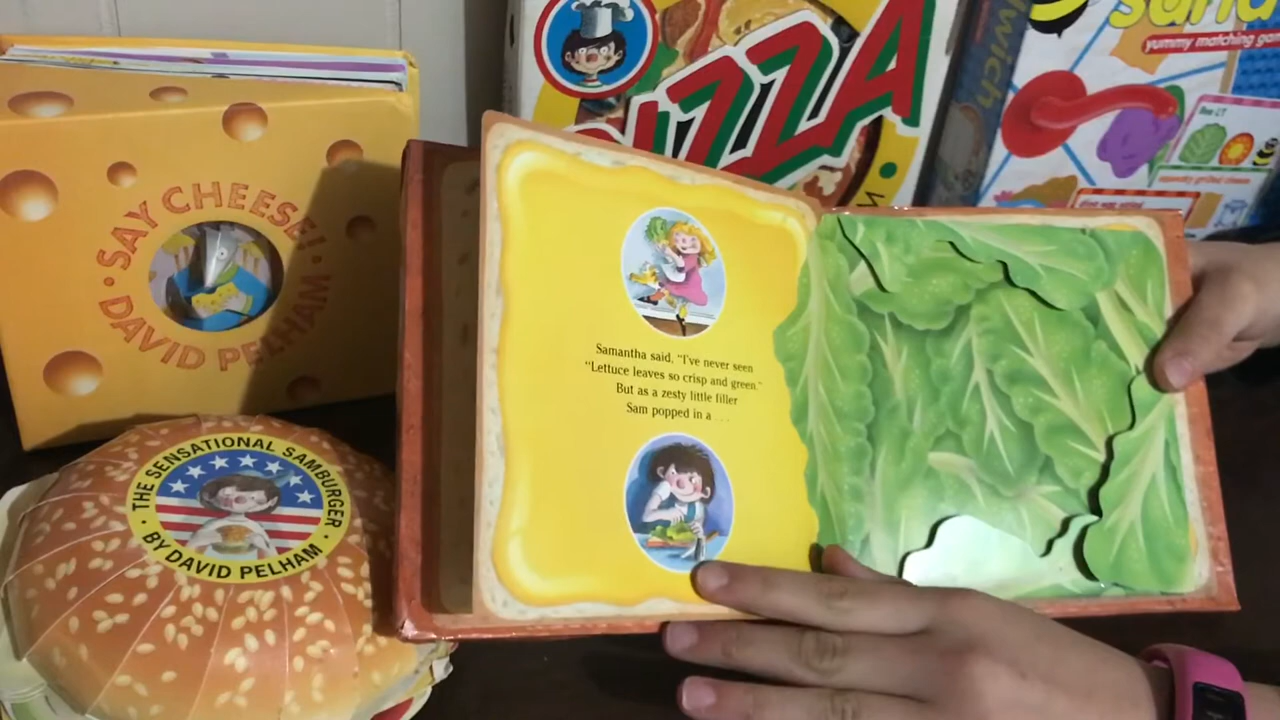 SAY CHEESE!
DAVID PELHAM
THE SENSATIONAL SAMBURGER
BY DAVID PELHAM
PIZZA
Samantha said, "I've never seen
"Lettuce leaves so crisp and green."
But as a zesty little filler
Sam popped in a . . .
wich
yummy matching